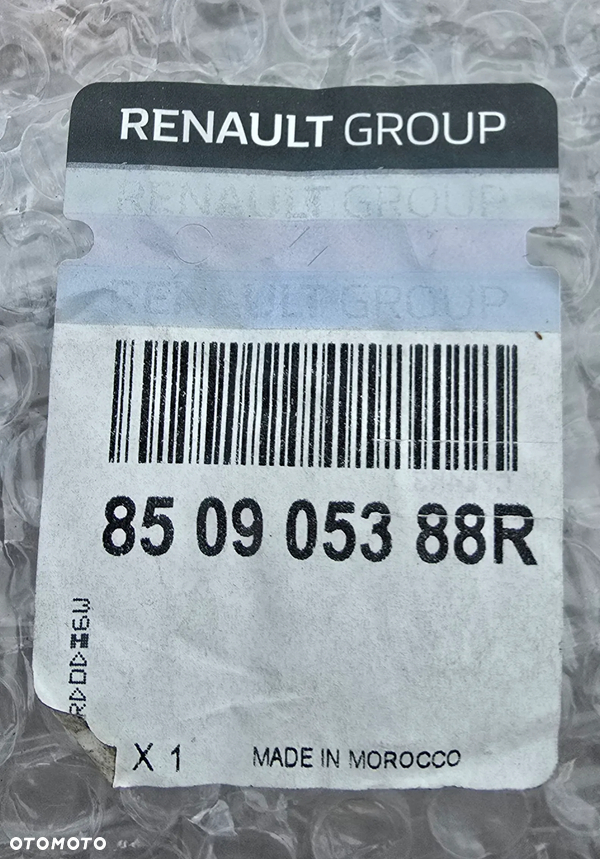 RENAULT GROUP
RENAULT GROUP
RENAULT GROUP
85 09 053 88R
X 1
MADE IN MOROCCO
OTOMOTO